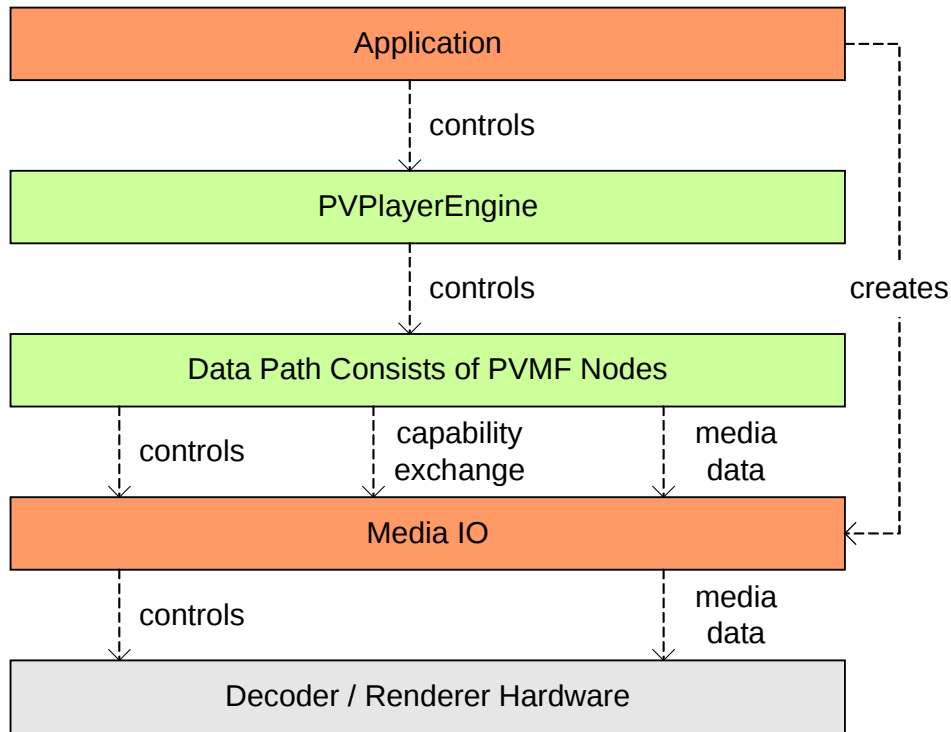 Application
controls
PVPlayerEngine
controls
creates
Data Path Consists of PVMF Nodes
controls
capability
exchange
media
data
Media IO
controls
media
data
Decoder / Renderer Hardware